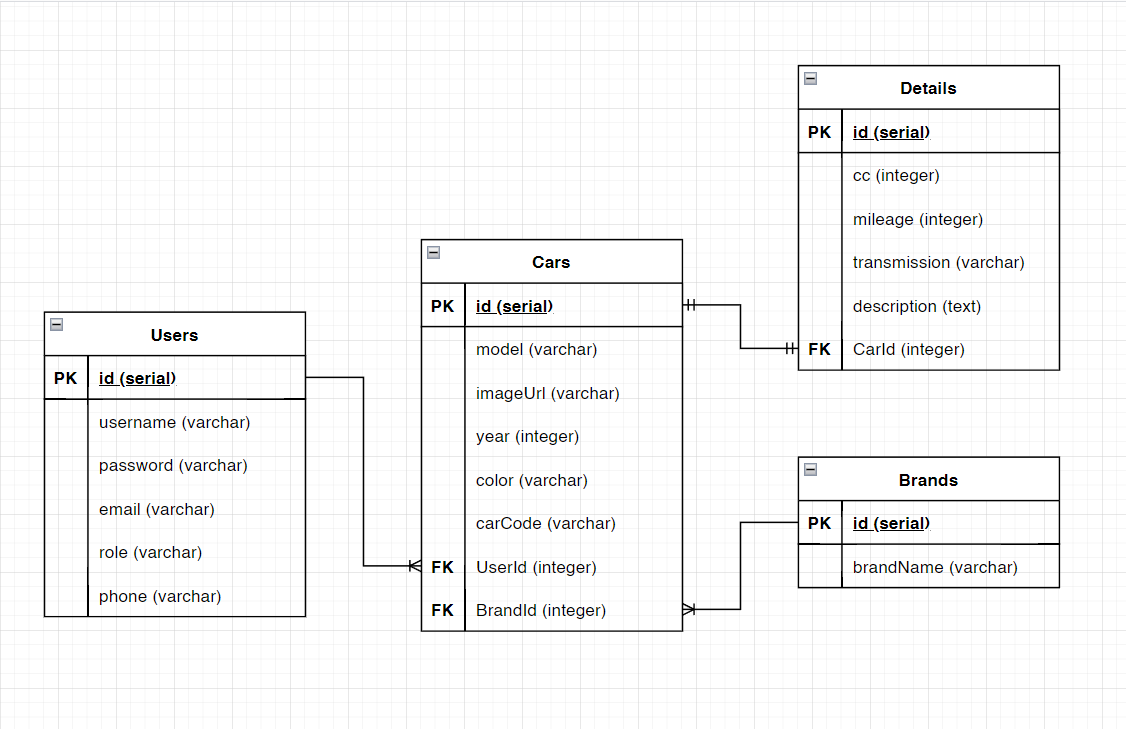 Details
PK id (serial)
cc (integer)
mileage (integer)
transmission (varchar)
description (text)
FK CarId (integer)
Cars
PK id (serial)
model (varchar)
imageUrl (varchar)
year (integer)
color (varchar)
carCode (varchar)
FK UserId (integer)
FK BrandId (integer)
Users
PK id (serial)
username (varchar)
password (varchar)
email (varchar)
role (varchar)
phone (varchar)
Brands
PK id (serial)
brandName (varchar)